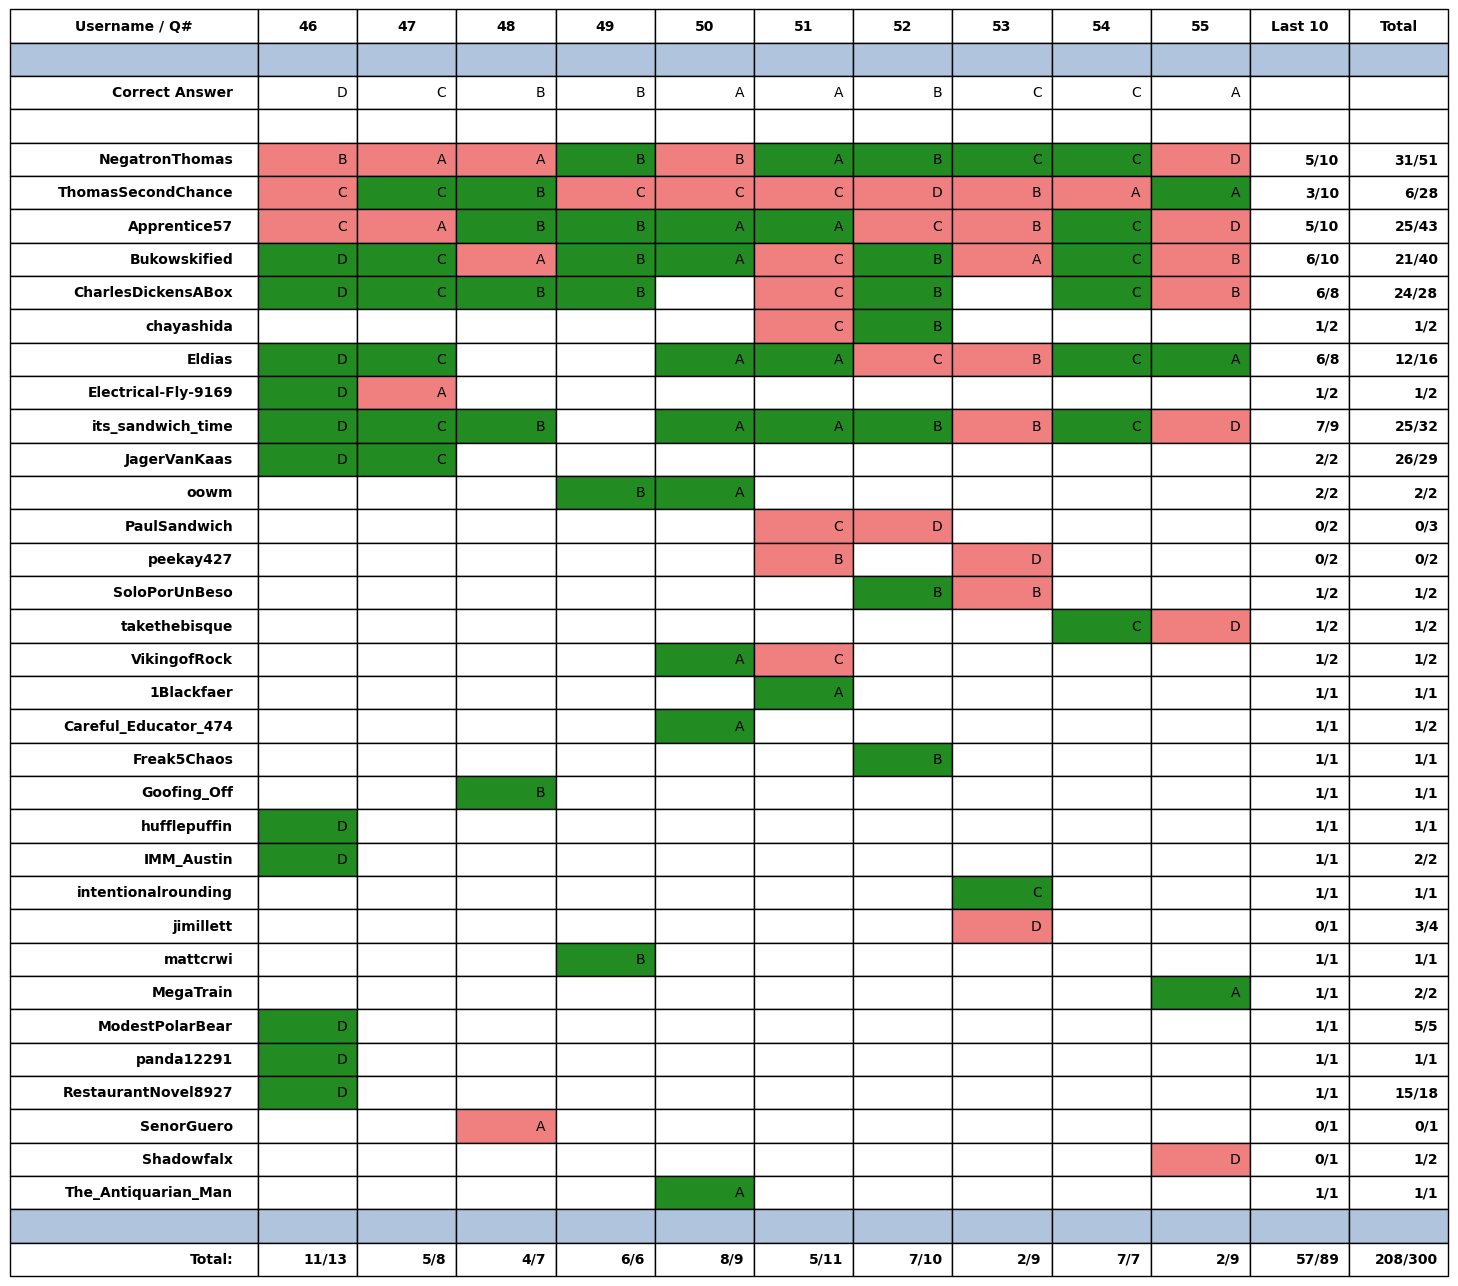 Username / Q# 46 47 48 49 50 51 52 53 54 55 Last 10 Total
Correct Answer D C B B A A B C C A
NegatronThomas B A A B B A B C C D 5/10 31/51
ThomasSecondChance C C B C C C D B A A 3/10 6/28
Apprentice57 C A B B A A C B C D 5/10 25/43
Bukowskified D C A B A C B A C B 6/10 21/40
CharlesDickensABox D C B B C B C B 6/8 24/28
chayashida C B 1/2 1/2
Eldias D C A A C B C A 6/8 12/16
Electrical-Fly-9169 D A 1/2 1/2
its_sandwich_time D C B A A B B C D 7/9 25/32
JagerVanKaas D C 2/2 26/29
oowm B A 2/2 2/2
PaulSandwich C D 0/2 0/3
peekay427 B D 0/2 0/2
SoloPorUnBeso B B 1/2 1/2
takethebisque C D 1/2 1/2
VikingofRock A C 1/2 1/2
1Blackfaer A 1/1 1/1
Careful_Educator_474 A 1/1 1/2
Freak5Chaos B 1/1 1/1
Goofing_Off B 1/1 1/1
hufflepuffin D 1/1 1/1
IMM_Austin D 1/1 2/2
intentionalrounding C 1/1 1/1
jimillett D 0/1 3/4
mattcrwi B 1/1 1/1
MegaTrain A 1/1 2/2
ModestPolarBear D 1/1 5/5
panda12291 D 1/1 1/1
RestaurantNovel8927 D 1/1 15/18
SenorGuero A 0/1 0/1
Shadowfalx D 0/1 1/2
The_Antiquarian_Man A 1/1 1/1
Total: 11/13 5/8 4/7 6/6 8/9 5/11 7/10 2/9 7/7 2/9 57/89 208/300